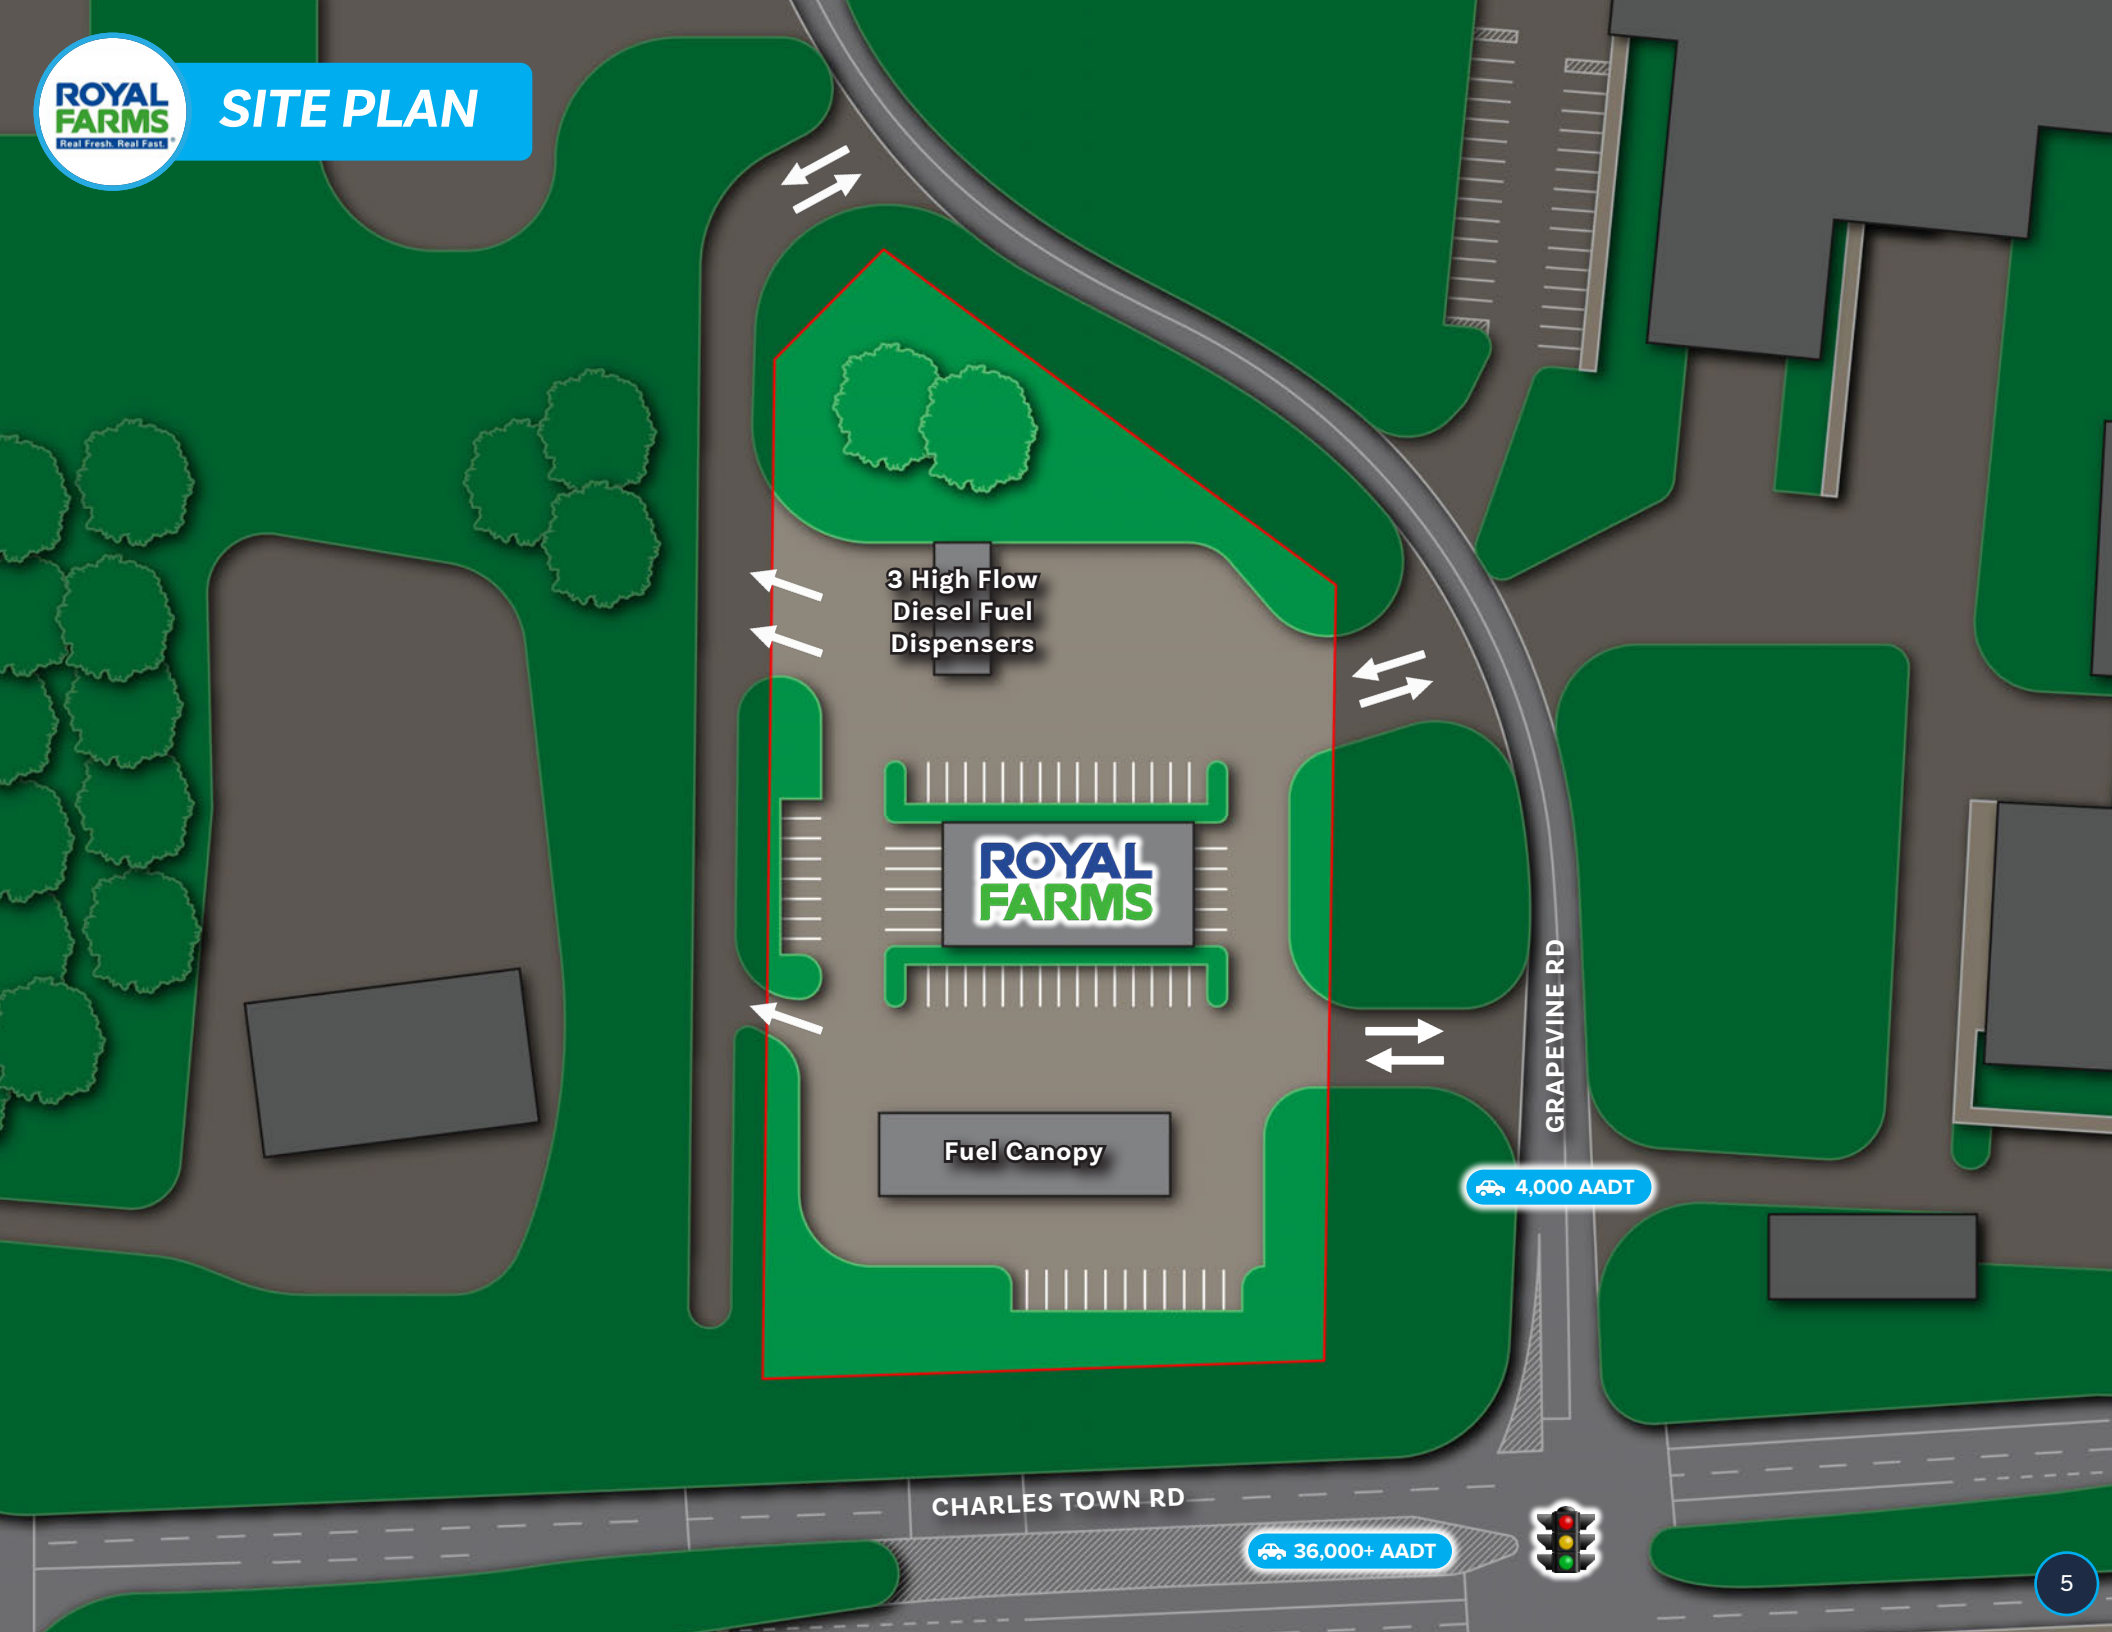 ROYAL
FARMS
Real Fresh. Real Fast.
SITE PLAN
3 High Flow
Diesel Fuel
Dispensers
ROYAL
FARMS
GRAPEVINE RD
Fuel Canopy
4,000 AADT
CHARLES TOWN RD
36,000+ AADT
5